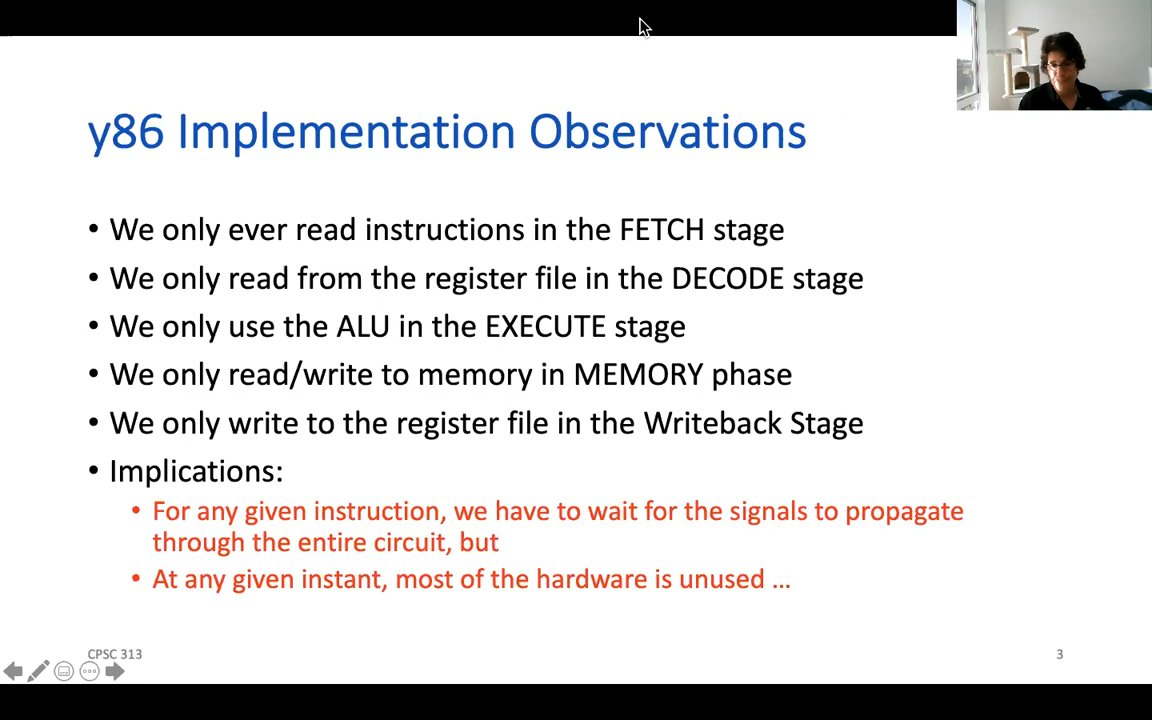 y86 Implementation Observations
• We only ever read instructions in the FETCH stage
• We only read from the register file in the DECODE stage
• We only use the ALU in the EXECUTE stage
• We only read/write to memory in MEMORY phase
• We only write to the register file in the Writeback Stage
• Implications:
• For any given instruction, we have to wait for the signals to propagate
through the entire circuit, but
• At any given instant, most of the hardware is unused …
CPSC 313
3